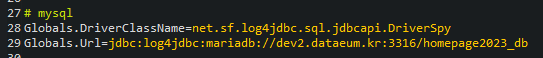 27 # mysql
28 Globals.DriverClassName=net.sf.log4jdbc.sql.jdbcapi.DriverSpy
29 Globals.Url=jdbc:log4jdbc:mariadb://dev2.dataeum.kr:3316/homepage2023_db